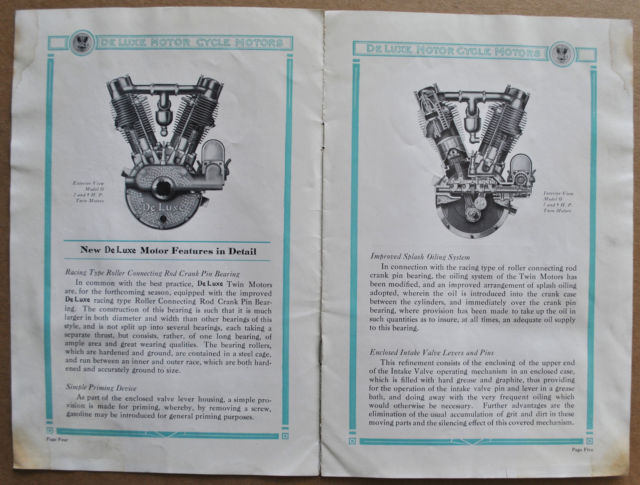 DE LUXE MOTOR CYCLE MOTORS
Exterior View
Model O
7 and 9 H. P.
Twin Motors
De Luxe
New De Luxe Motor Features in Detail
Racing Type Roller Connecting Rod Crank Pin Bearing
In common with the best practice, De Luxe Twin Motors
are, for the forthcoming season, equipped with the improved
De Luxe racing type Roller Connecting Rod Crank Pin Bear-
ing. The construction of this bearing is such that it is much
larger in both diameter and width than other bearings of this
style, and is not split up into several bearings, each taking a
separate thrust, but consists, rather, of one long bearing, of
ample area and great wearing qualities. The bearing rollers,
which are hardened and ground, are contained in a steel cage,
and run between an inner and outer race, which are both hard-
ened and accurately ground to size.
Simple Priming Device
As part of the enclosed valve lever housing, a simple pro-
vision is made for priming, whereby, by removing a screw,
gasoline may be introduced for general priming purposes.
Page Four
DE LUXE MOTOR CYCLE MOTORS
Interior View
Model O
7 and 9 H. P.
Twin Motors
Improved Splash Oiling System
In connection with the racing type of roller connecting rod
crank pin bearing, the oiling system of the Twin Motors has
been modified, and an improved arrangement of splash oiling
adopted, wherein the oil is introduced into the crank case
between the cylinders, and immediately over the crank pin
bearing, where provision has been made to take up the oil in
such quantities as to insure, at all times, an adequate oil supply
to this bearing.
Enclosed Intake Valve Levers and Pins
This refinement consists of the enclosing of the upper end
of the Intake Valve operating mechanism in an enclosed case,
which is filled with hard grease and graphite, thus providing
for the operation of the intake valve pin and lever in a grease
bath, and doing away with the very frequent oiling which
would otherwise be necessary. Further advantages are the
elimination of the usual accumulation of grit and dirt in these
moving parts and the silencing effect of this covered mechanism.
Page Five